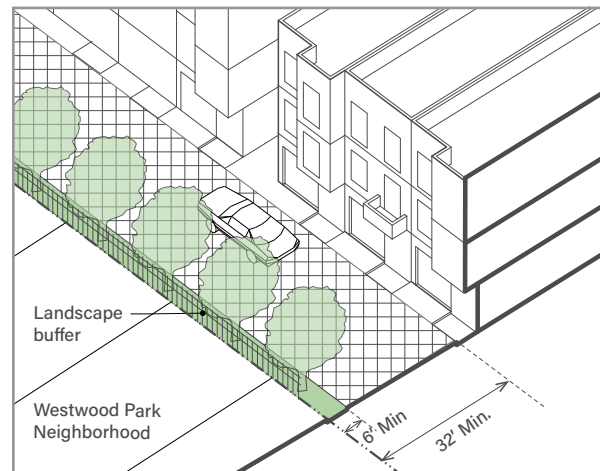 Landscape
buffer
Westwood Park
Neighborhood
6' Min
32' Min.